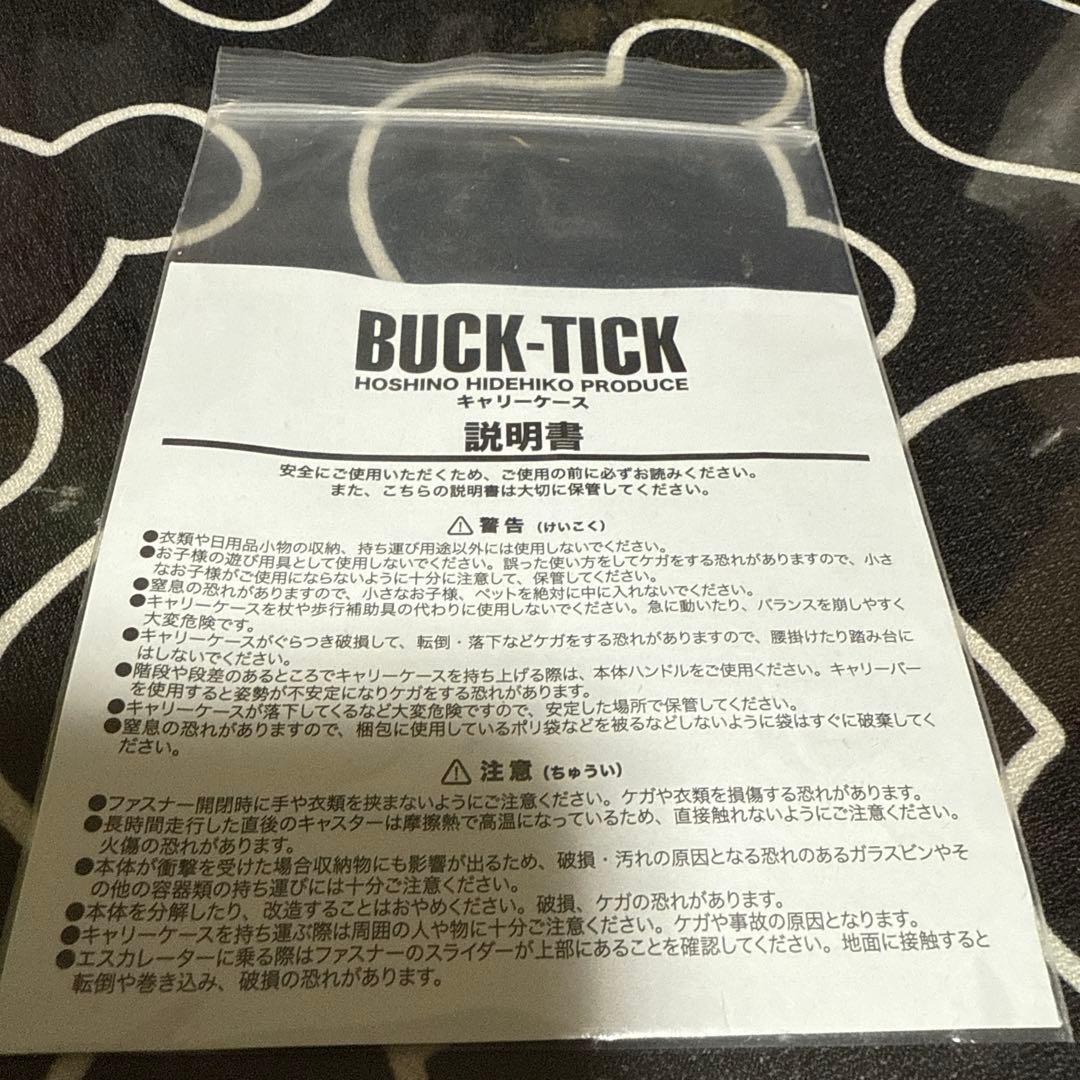 BUCK-TICK
HOSHINO HIDEHIKO PRODUCE
キャリーケース
説明書
安全にご使用いただくため、ご使用の前に必ずお読みください。
また、こちらの説明書は大切に保管してください。
⚠ 警告 (けいこく)
●衣類や日用品小物の収納、持ち運び用途以外には使用しないでください。
●お子様の遊び用具として使用しないでください。誤った使い方をしてケガをする恐れがありますので、小さ
なお子様がご使用にならないように十分に注意して、保管してください。
●窒息の恐れがありますので、小さなお子様、ペットを絶対に中に入れないでください。
●キャリーケースを杖や歩行補助具の代わりに使用しないでください。急に動いたり、バランスを崩しやすく
大変危険です。
●キャリーケースがぐらつき破損して、転倒・落下などケガをする恐れがありますので、腰掛けたり踏み台に
はしないでください。
●階段や段差のあるところでキャリーケースを持ち上げる際は、本体ハンドルをご使用ください。キャリーバー
を使用すると姿勢が不安定になりケガをする恐れがあります。
●キャリーケースが落下してくるなど大変危険ですので、安定した場所で保管してください。
●窒息の恐れがありますので、梱包に使用しているポリ袋などを被るなどしないように袋はすぐに破棄してく
ださい。
⚠ 注意 (ちゅうい)
●ファスナー開閉時に手や衣類を挟まないようにご注意ください。ケガや衣類を損傷する恐れがあります。
●長時間走行した直後のキャスターは摩擦熱で高温になっているため、直接触れないようにご注意ください。
火傷の恐れがあります。
●本体が衝撃を受けた場合収納物にも影響が出るため、破損・汚れの原因となる恐れのあるガラスビンやそ
の他の容器類の持ち運びには十分ご注意ください。
●本体を分解したり、改造することはおやめください。破損、ケガの恐れがあります。
●キャリーケースを持ち運ぶ際は周囲の人や物に十分ご注意ください。ケガや事故の原因となります。
●エスカレーターに乗る際はファスナーのスライダーが上部にあることを確認してください。地面に接触すると
転倒や巻き込み、破損の恐れがあります。